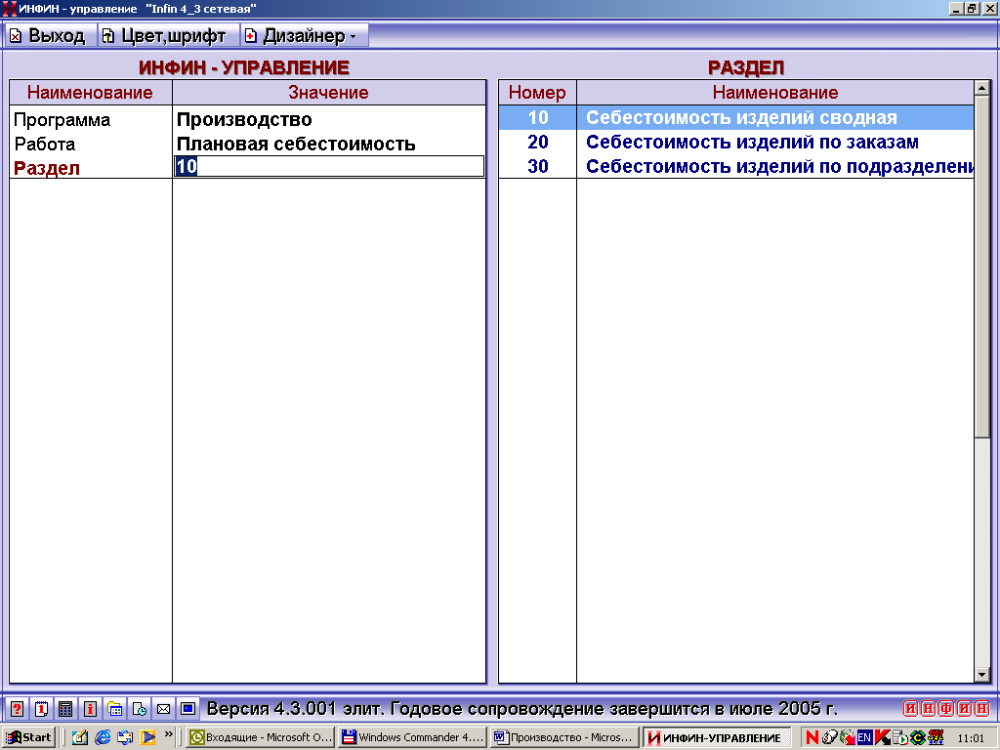 ИНФИН - управление "Infin 4_3 сетевая"
Выход Цвет,шрифт Дизайнер
ИНФИН - УПРАВЛЕНИЕ
Наименование Значение
Программа Производство
Работа Плановая себестоимость
Раздел 10
РАЗДЕЛ
Номер Наименование
10 Себестоимость изделий сводная
20 Себестоимость изделий по заказам
30 Себестоимость изделий по подразделени
Версия 4.3.001 элит. Годовое сопровождение завершится в июле 2005 г.
ИНФИН
Start » Входящие - Microsoft O... Windows Commander 4.... Производство - Micros... ИНФИН-УПРАВЛЕНИЕ EN 11:01